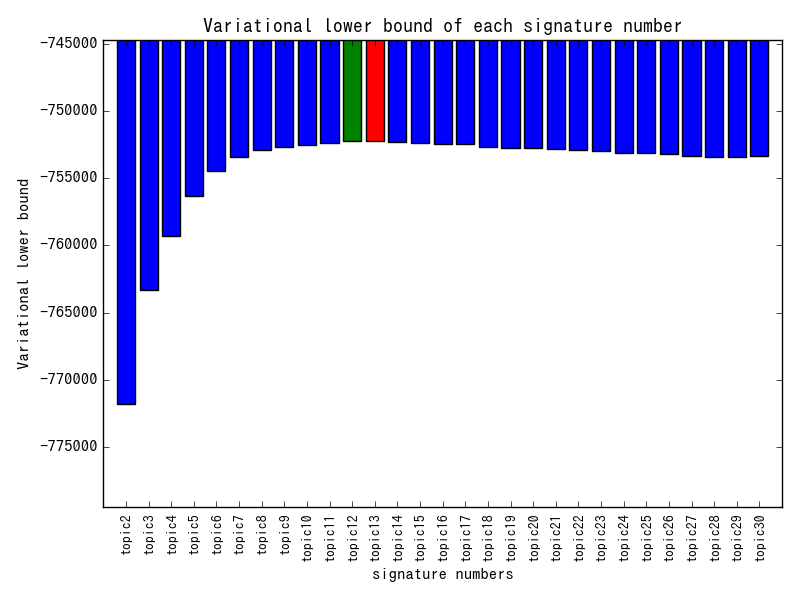 Variational lower bound of each signature number
Variational lower bound
−745000
−750000
−755000
−760000
−765000
−770000
−775000
topic2
topic3
topic4
topic5
topic6
topic7
topic8
topic9
topic10
topic11
topic12
topic13
topic14
topic15
topic16
topic17
topic18
topic19
topic20
topic21
topic22
topic23
topic24
topic25
topic26
topic27
topic28
topic29
topic30
signature numbers